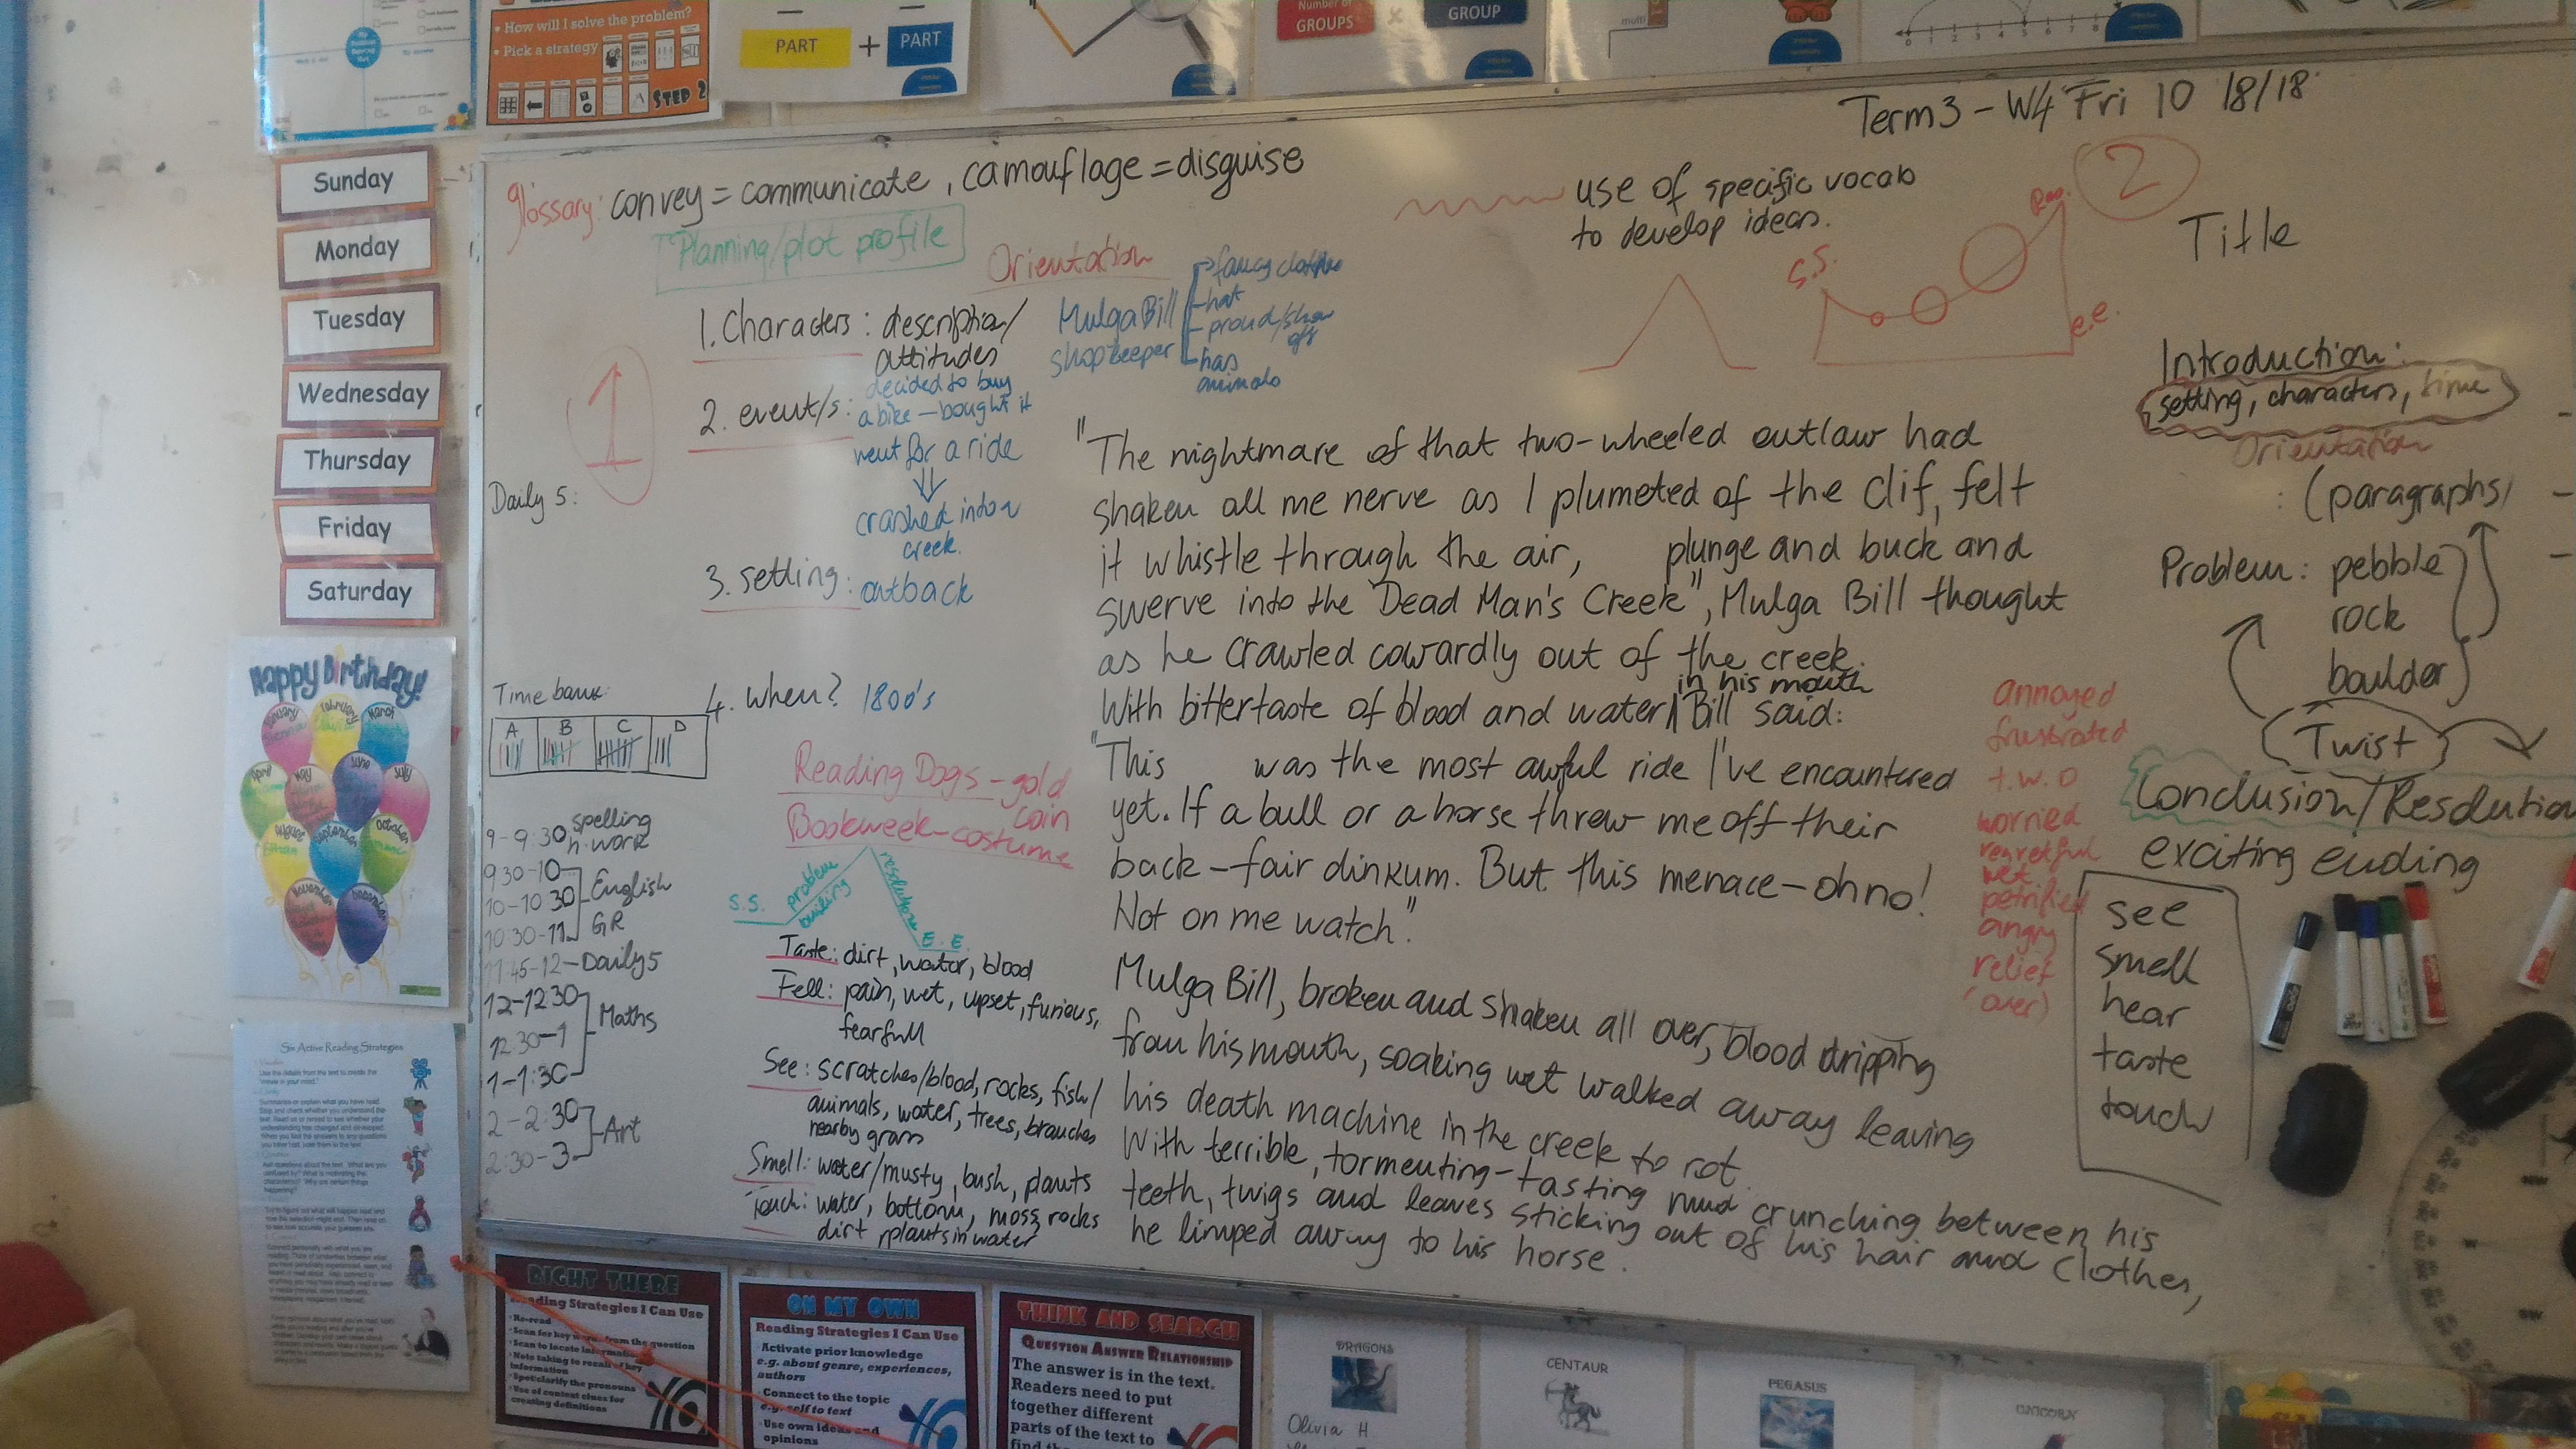 • How will I solve the problem?
• Pick a strategy
STEP 2
PART + PART
Number of
GROUPS
GROUP
multi
Sunday
Monday
Tuesday
Wednesday
Thursday
Friday
Saturday
Happy Birthday!
January
February
March
April
May
June
July
August
September
October
November
December
Six Active Reading Strategies
Term3 - W4 Fri 10 18/18
glossary: convey = communicate, camouflage = disguise
use of specific vocab
to develop ideas.
Planning/plot profile
Orientation
1
1. Characters: description/
attitudes
Mulga Bill
shopkeeper
fancy clothes
hat
proud/show
off
has
animals
2. event/s: decided to buy
a bike - bought it
went for a ride
crashed into a
creek.
3. setting: outback
4. when? 1800's
Daily 5:
Time bank:
A B C D
9-9:30 spelling
h.work
9 30-10
10-10 30 English
10 30-11 GR
11 45-12 - Daily 5
12-12 30
12 30-1 Maths
1-1:30
2-2:30 Art
2:30-3
Reading Dogs - gold
coin
Bookweek - costume
S.S. problem
building
resolution
E. E.
Taste: dirt, water, blood
Fell: pain, wet, upset, furious,
fearfull
See: scratches/blood, rocks, fish/
animals, water, trees, branches
nearby grass
Smell: water/musty, bush, plants
Touch: water, bottom, moss, rocks
dirt plants in water
S.S.
Res.
e.e.
2
"The nightmare of that two-wheeled outlaw had
shaken all me nerve as I plumeted of the clif, felt
it whistle through the air, plunge and buck and
swerve into the Dead Man's Creek", Mulga Bill thought
as he crawled cowardly out of the creek.
in his mouth
With bittertaste of blood and water Bill said:
"This was the most awful ride I've encountered
yet. If a bull or a horse threw me off their
back - fair dinkum. But this menace - oh no!
Not on me watch".
Mulga Bill, broken and shaken all over, blood dripping
from his mouth, soaking wet walked away leaving
his death machine in the creek to rot.
With terrible, tormenting-tasting mud crunching between his
teeth, twigs and leaves sticking out of his hair and clothes,
he limped away to his horse.
annoyed
frustrated
t.w.o
worried
regretful
wet
petrified
angry
relief
(over)
Title
Introduction:
setting, characters, time
Orientation
: (paragraphs)
Problem: pebble
rock
boulder
Twist
Conclusion/Resolution
exciting ending
see
smell
hear
taste
touch
RIGHT THERE
Reading Strategies I Can Use
• Re-read
• Scan for key words from the question
• Scan to locate information
• Note taking to recall key
information
• Spot/clarify the pronouns
• Use of context clues for
creating definitions
ON MY OWN
Reading Strategies I Can Use
Activate prior knowledge
e.g. about genre, experiences,
authors
Connect to the topic
e.g. self to text
Use own ideas and
opinions
THINK AND SEARCH
QUESTION ANSWER RELATIONSHIP
The answer is in the text.
Readers need to put
together different
parts of the text to
find
DRAGONS
Olivia H
CENTAUR
PEGASUS
UNICORN